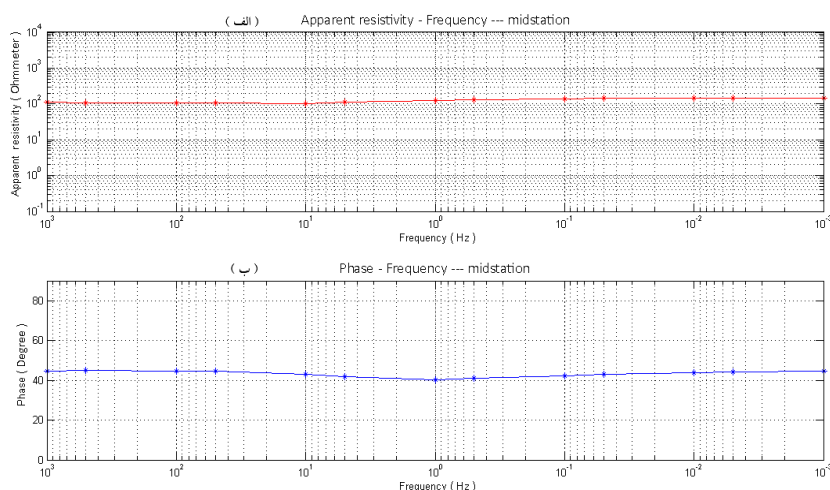 ( الف ) Apparent resistivity - Frequency --- midstation
Apparent resistivity ( Ohmmeter )
10^4
10^3
10^2
10^1
10^0
10^-1
10^3 10^2 10^1 10^0 10^-1 10^-2 10^-3
Frequency ( Hz )
( ب ) Phase - Frequency --- midstation
Phase ( Degree )
80
60
40
20
0
10^3 10^2 10^1 10^0 10^-1 10^-2 10^-3
Frequency ( Hz )